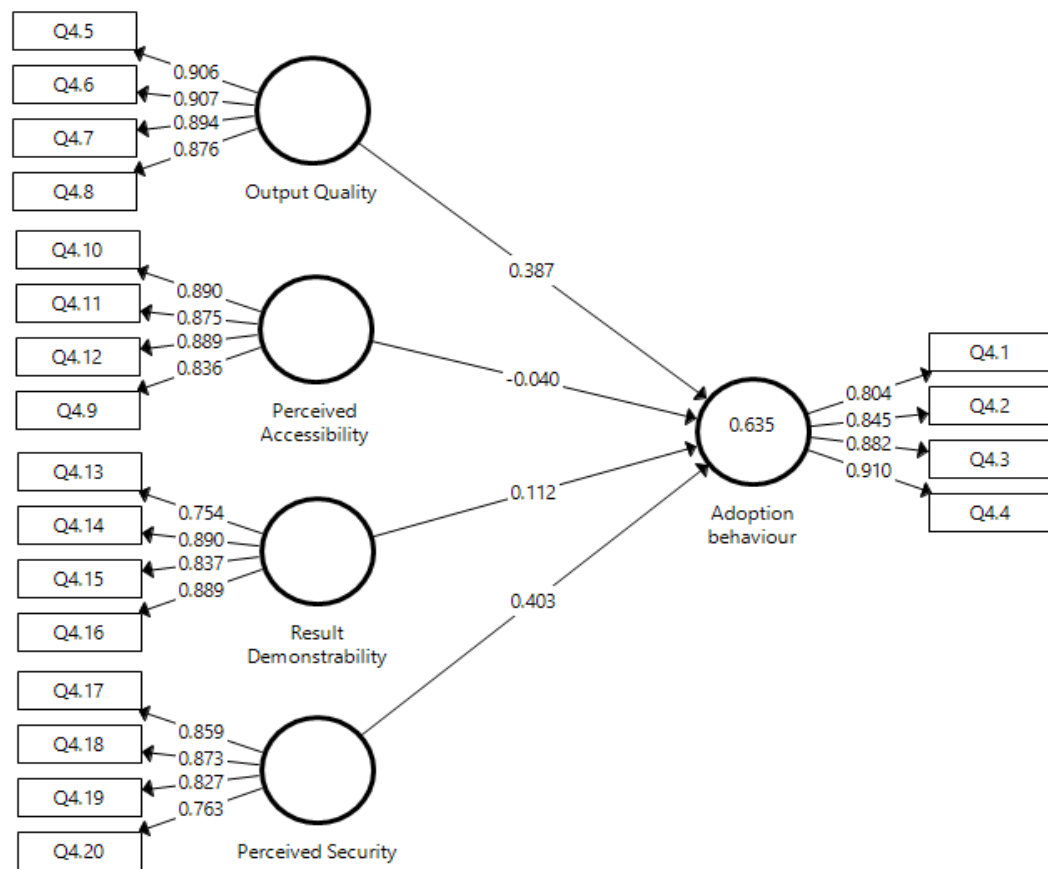 Q4.5
0.906
Q4.6
0.907
Q4.7
0.894
0.876
Q4.8
Output Quality
Q4.10
0.890
Q4.11
0.875
Q4.12
0.889
0.836
Q4.9
Perceived
Accessibility
Q4.13
0.754
Q4.14
0.890
Q4.15
0.837
0.889
Q4.16
Result
Demonstrability
Q4.17
0.859
Q4.18
0.873
Q4.19
0.827
0.763
Q4.20
Perceived Security
0.387
-0.040
0.112
0.403
0.635
Adoption
behaviour
0.804
Q4.1
0.845
Q4.2
0.882
Q4.3
0.910
Q4.4